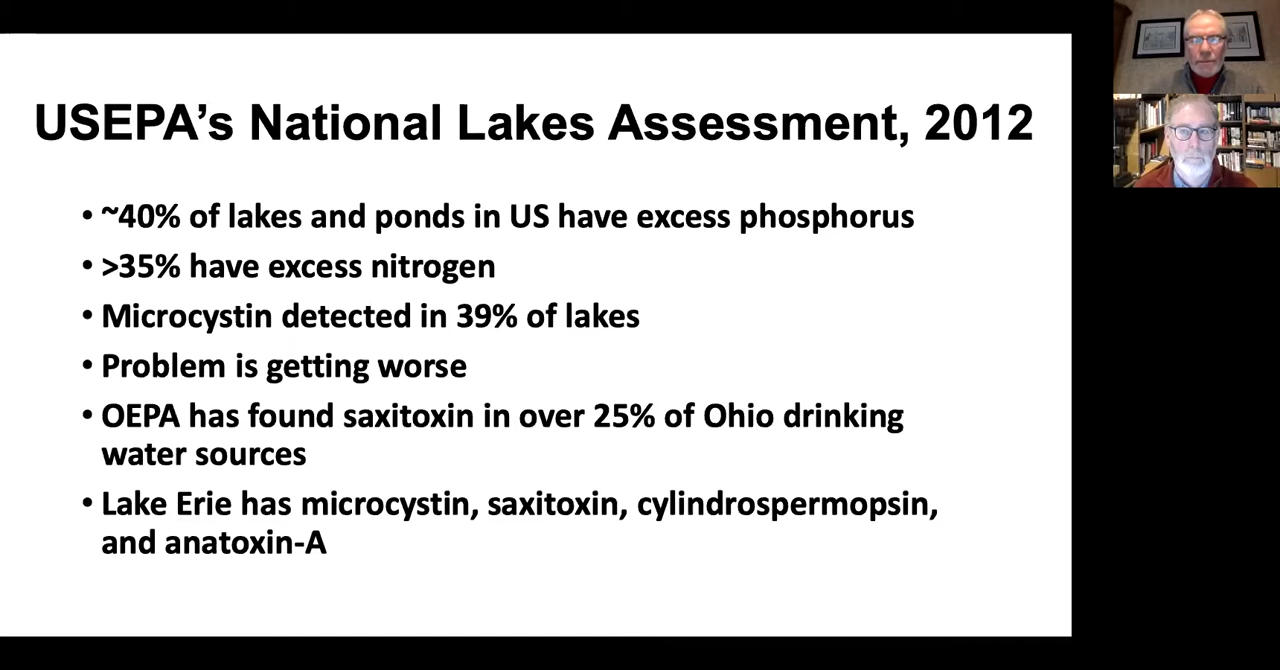 USEPA’s National Lakes Assessment, 2012
• ~40% of lakes and ponds in US have excess phosphorus
• >35% have excess nitrogen
• Microcystin detected in 39% of lakes
• Problem is getting worse
• OEPA has found saxitoxin in over 25% of Ohio drinking
water sources
• Lake Erie has microcystin, saxitoxin, cylindrospermopsin,
and anatoxin-A